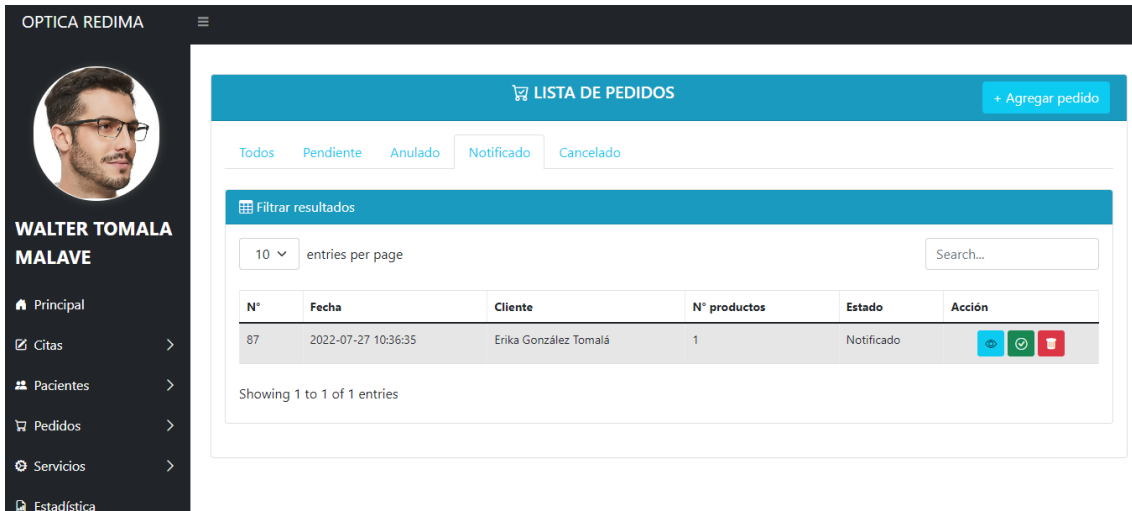 OPTICA REDIMA
WALTER TOMALA
MALAVE
Principal
Citas
Pacientes
Pedidos
Servicios
Estadística
LISTA DE PEDIDOS
+ Agregar pedido
Todos Pendiente Anulado Notificado Cancelado
Filtrar resultados
10 entries per page
Search...
N° Fecha Cliente N° productos Estado Acción
87 2022-07-27 10:36:35 Erika González Tomalá 1 Notificado
Showing 1 to 1 of 1 entries